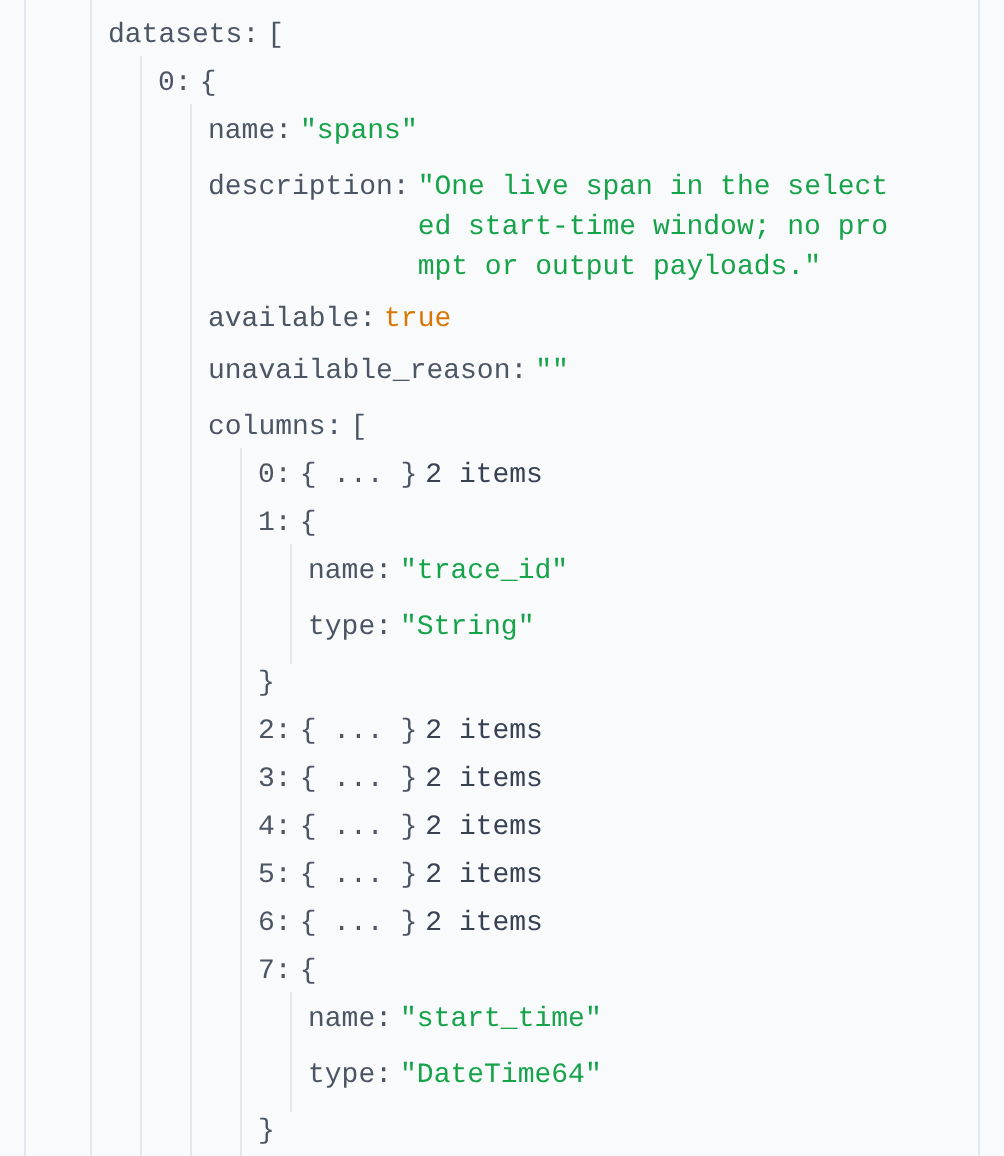 datasets: [
0: {
name: "spans"
description: "One live span in the select
ed start-time window; no pro
mpt or output payloads."
available: true
unavailable_reason: ""
columns: [
0: { ... } 2 items
1: {
name: "trace_id"
type: "String"
}
2: { ... } 2 items
3: { ... } 2 items
4: { ... } 2 items
5: { ... } 2 items
6: { ... } 2 items
7: {
name: "start_time"
type: "DateTime64"
}